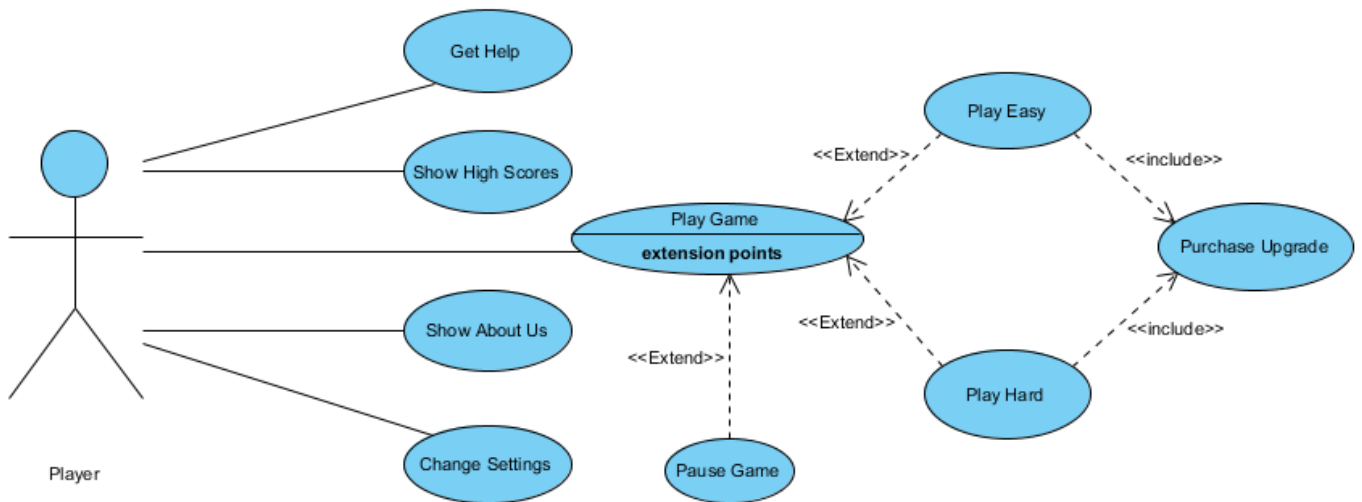 Get Help
Play Easy
<<Extend>>
<<include>>
Show High Scores
Play Game
extension points
Purchase Upgrade
Show About Us
<<Extend>>
<<Extend>>
<<include>>
Play Hard
Player
Change Settings
Pause Game